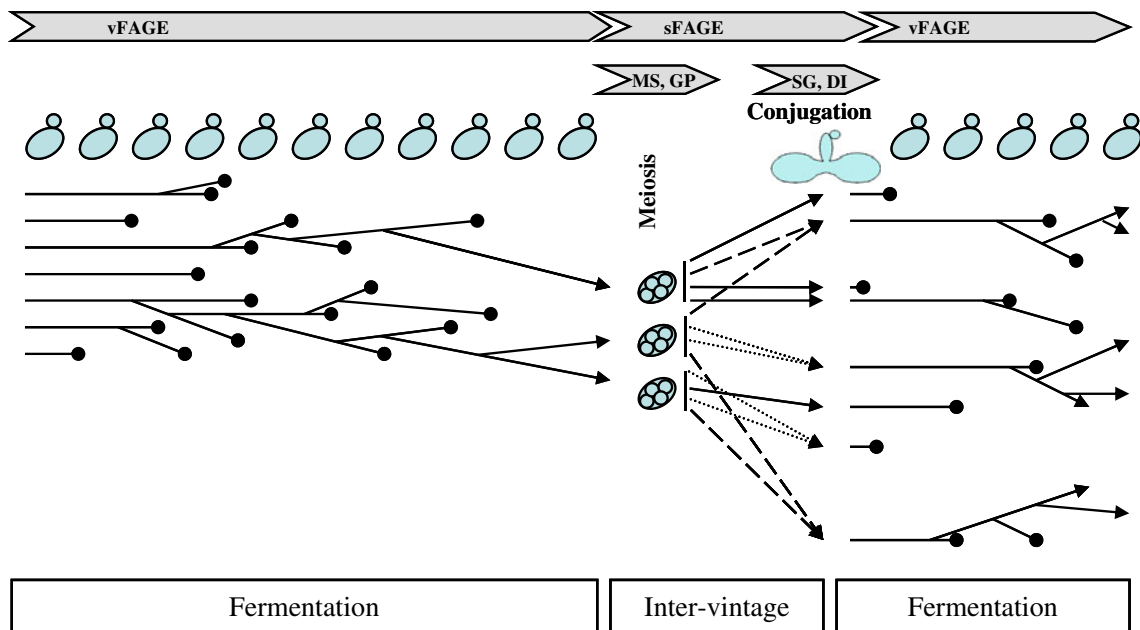 vFAGE
sFAGE
vFAGE
MS, GP
SG, DI
Conjugation
Meiosis
Fermentation
Inter-vintage
Fermentation